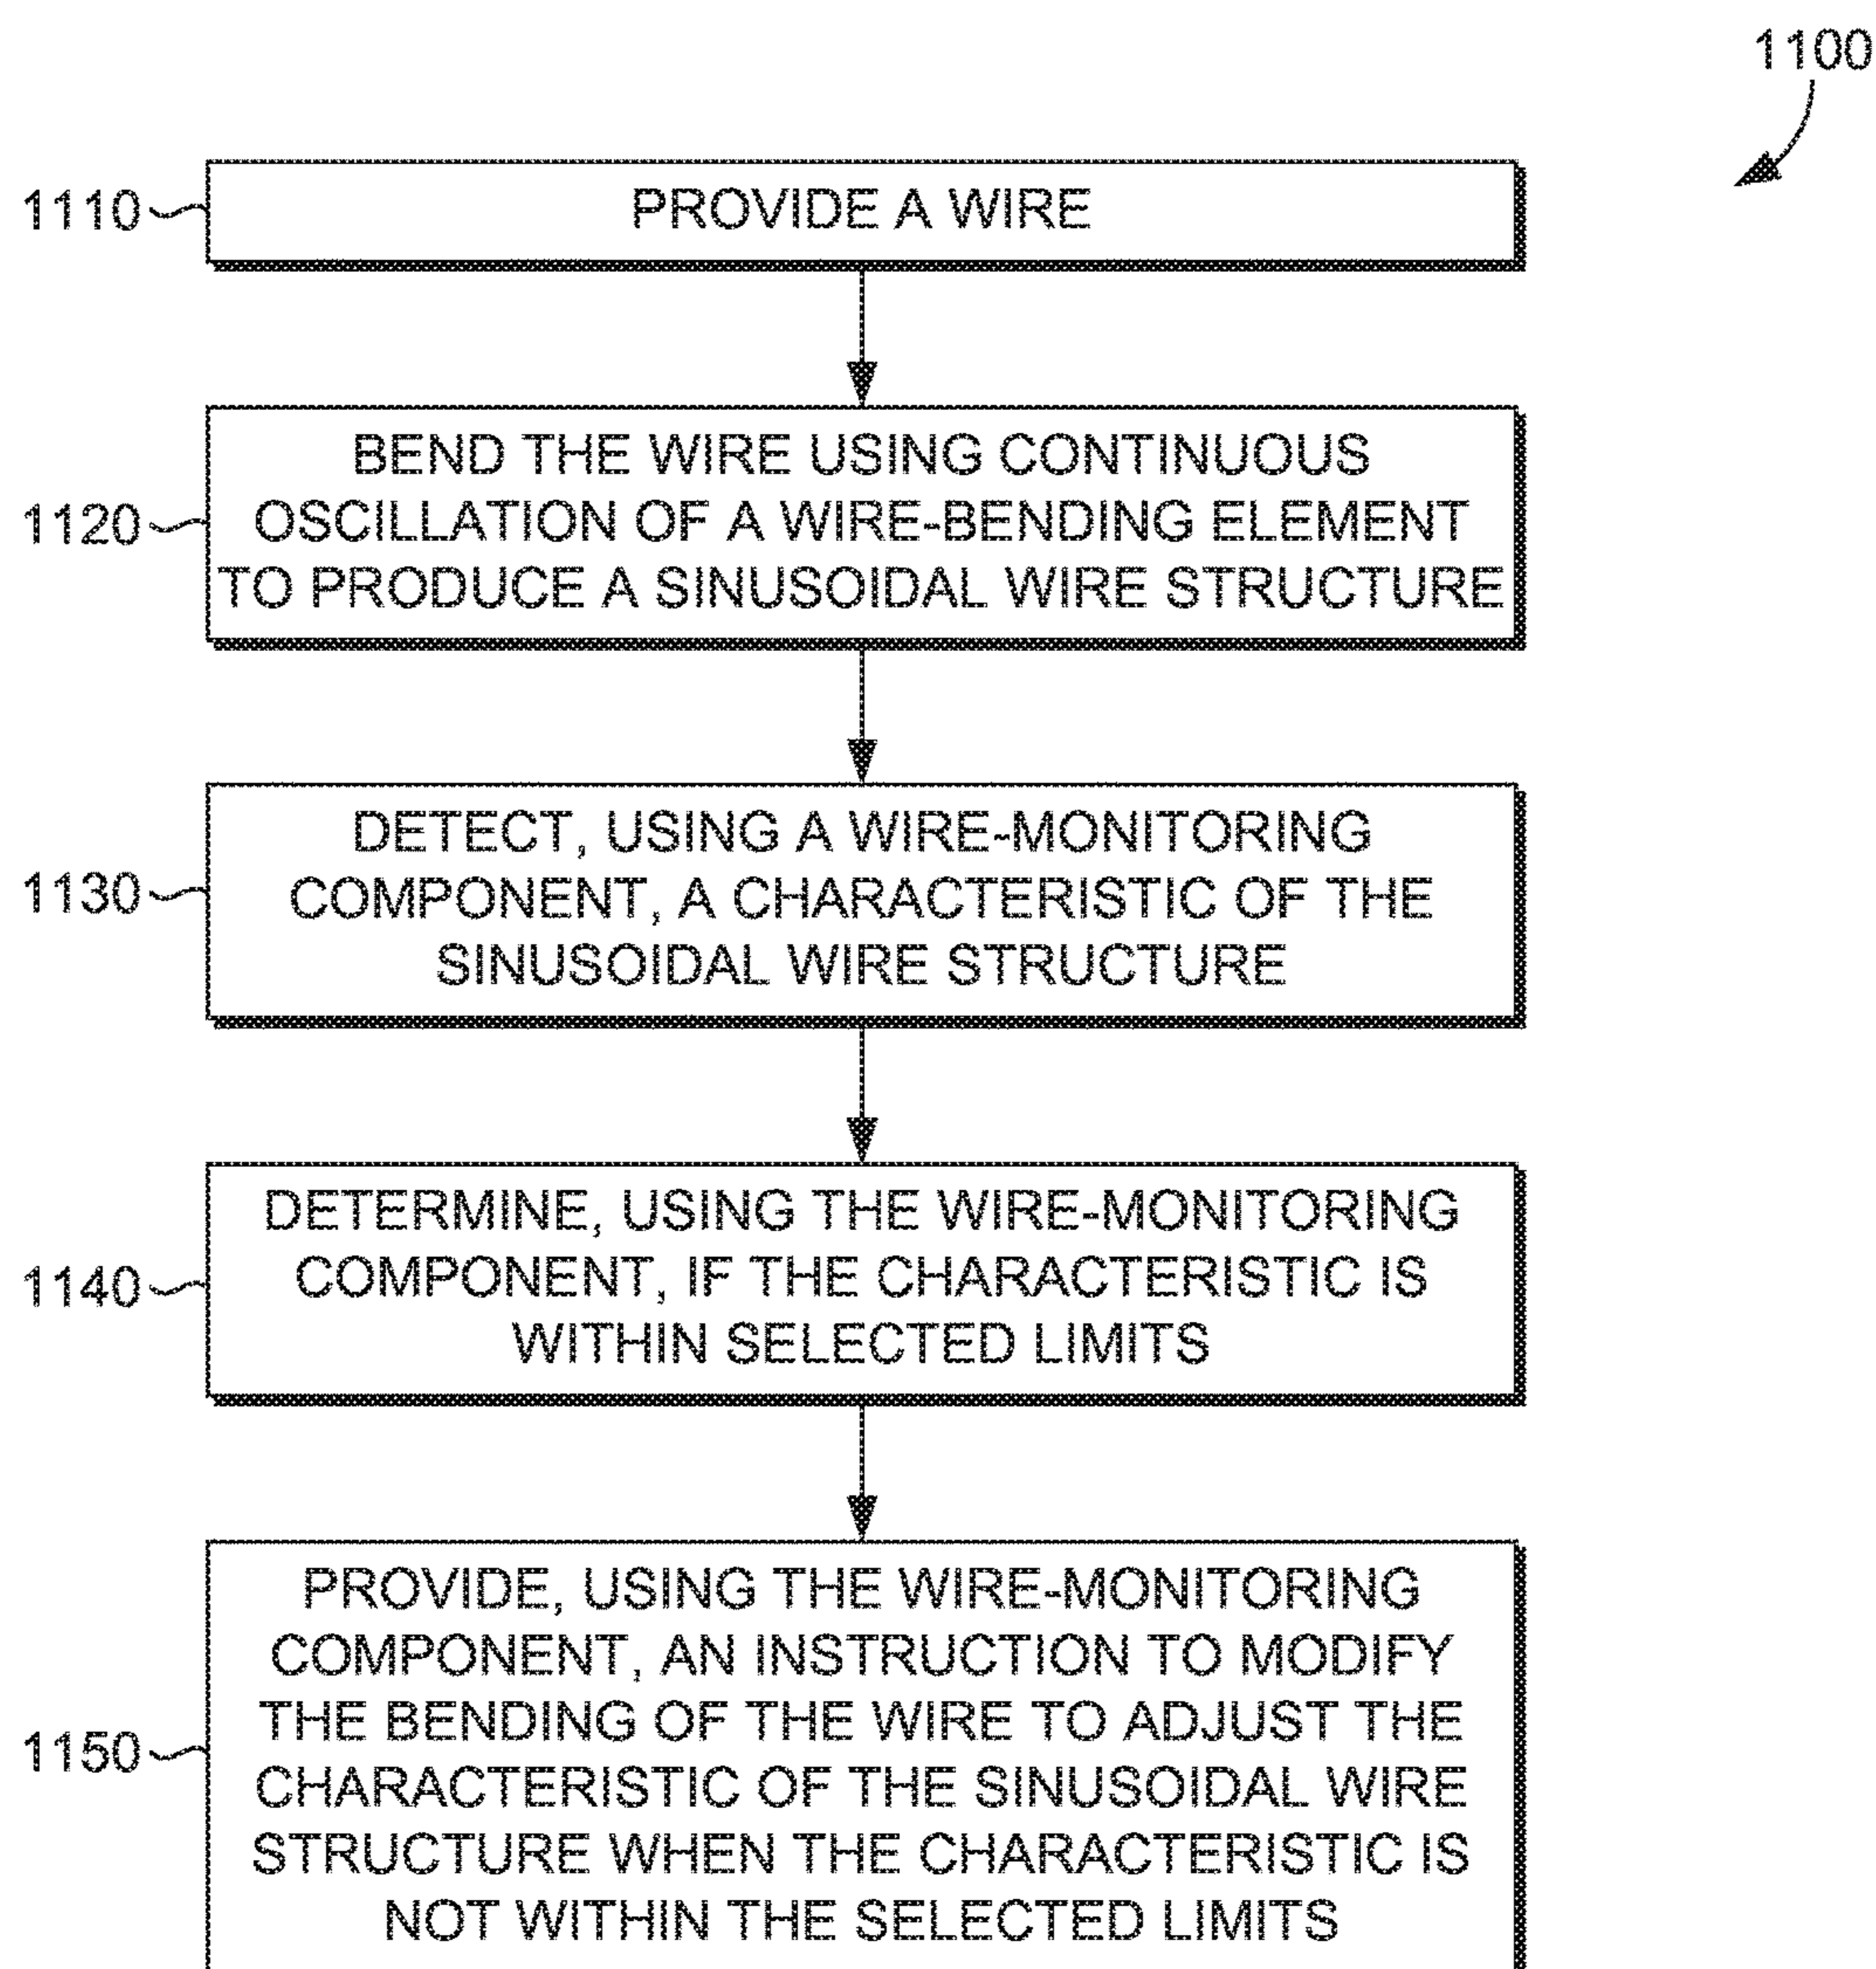 1100
1110
PROVIDE A WIRE
1120
BEND THE WIRE USING CONTINUOUS
OSCILLATION OF A WIRE-BENDING ELEMENT
TO PRODUCE A SINUSOIDAL WIRE STRUCTURE
1130
DETECT, USING A WIRE-MONITORING
COMPONENT, A CHARACTERISTIC OF THE
SINUSOIDAL WIRE STRUCTURE
1140
DETERMINE, USING THE WIRE-MONITORING
COMPONENT, IF THE CHARACTERISTIC IS
WITHIN SELECTED LIMITS
1150
PROVIDE, USING THE WIRE-MONITORING
COMPONENT, AN INSTRUCTION TO MODIFY
THE BENDING OF THE WIRE TO ADJUST THE
CHARACTERISTIC OF THE SINUSOIDAL WIRE
STRUCTURE WHEN THE CHARACTERISTIC IS
NOT WITHIN THE SELECTED LIMITS